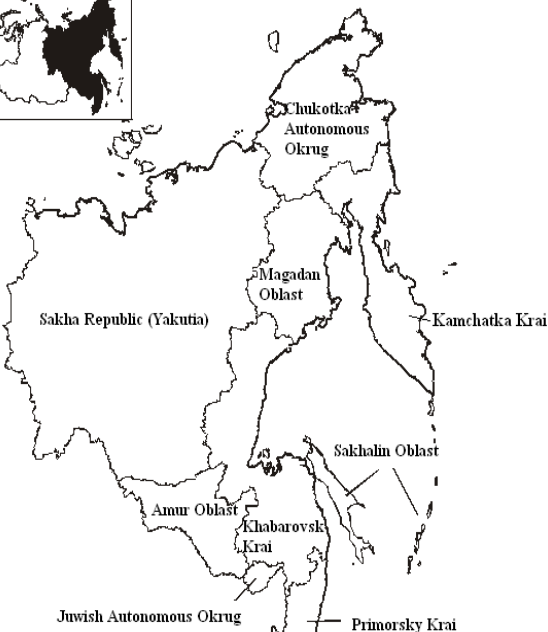 Chukotka
Autonomous
Okrug
Magadan
Oblast
Sakha Republic (Yakutia)
Kamchatka Krai
Sakhalin Oblast
Amur Oblast
Khabarovsk
Krai
Juwish Autonomous Okrug
Primorsky Krai